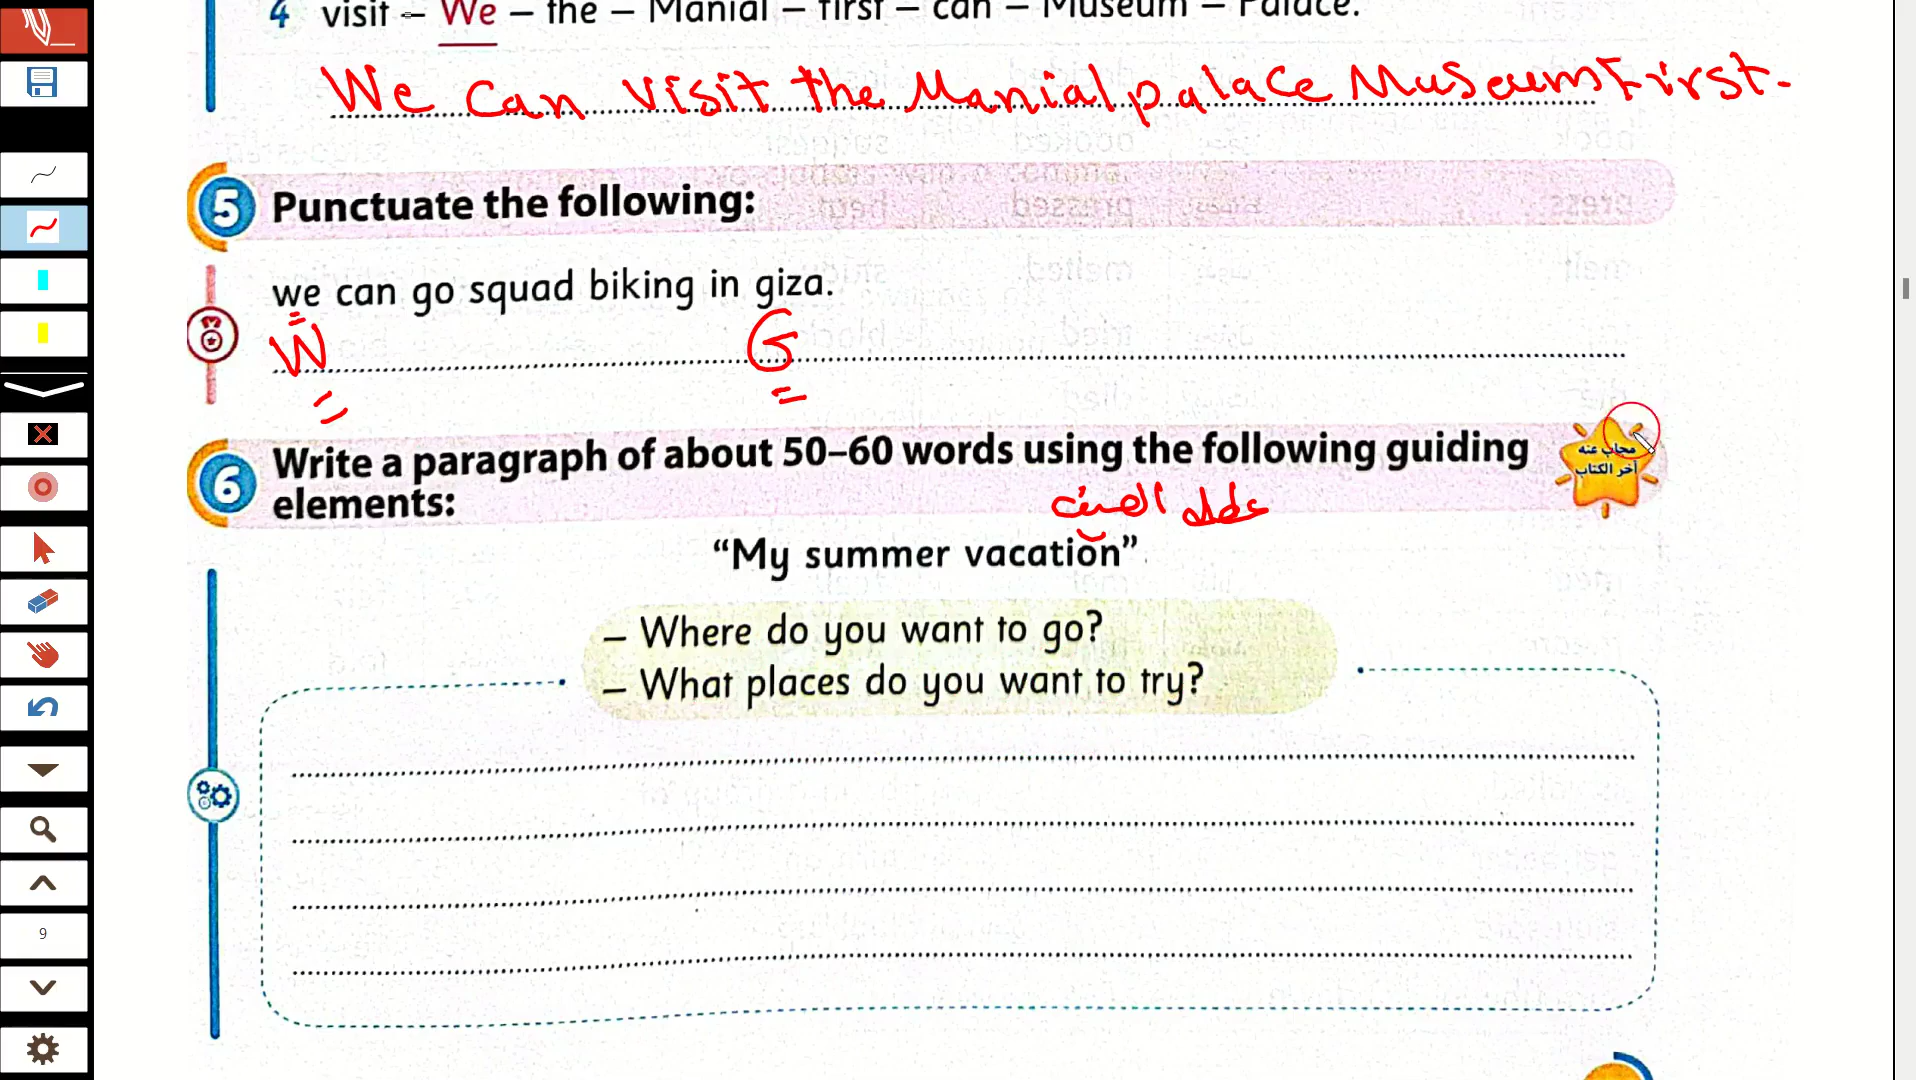 4 visit – We – the – Manial – first – can – Museum – Palace.
We can visit the Manial palace Museum First.
5 Punctuate the following:
we can go squad biking in giza.
W G
6 Write a paragraph of about 50–60 words using the following guiding
elements:
مجاب عنه
آخر الكتاب
عطلة الصيف
“My summer vacation”
– Where do you want to go?
– What places do you want to try?
9